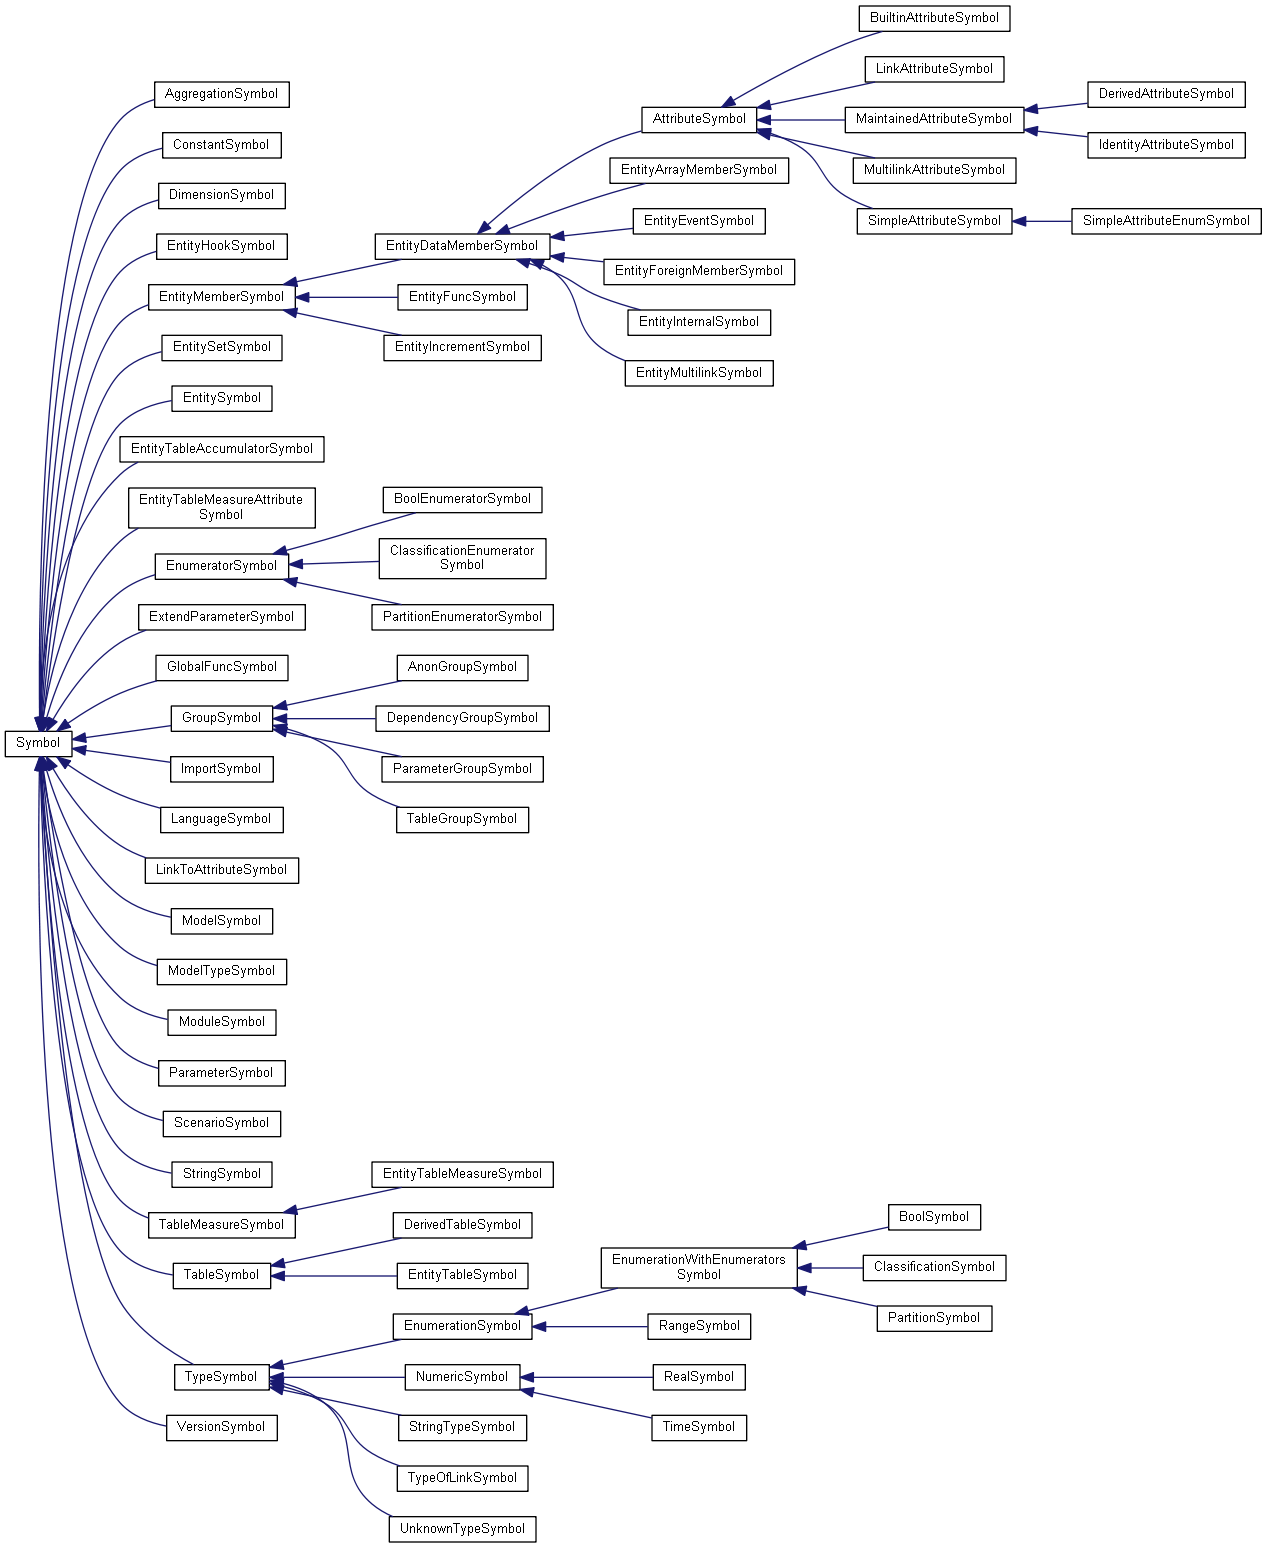 Symbol
AggregationSymbol
ConstantSymbol
DimensionSymbol
EntityHookSymbol
EntityMemberSymbol
EntitySetSymbol
EntitySymbol
EntityTableAccumulatorSymbol
EntityTableMeasureAttribute
Symbol
EnumeratorSymbol
ExtendParameterSymbol
GlobalFuncSymbol
GroupSymbol
ImportSymbol
LanguageSymbol
LinkToAttributeSymbol
ModelSymbol
ModelTypeSymbol
ModuleSymbol
ParameterSymbol
ScenarioSymbol
StringSymbol
TableMeasureSymbol
TableSymbol
TypeSymbol
VersionSymbol
EntityDataMemberSymbol
EntityFuncSymbol
EntityIncrementSymbol
BoolEnumeratorSymbol
ClassificationEnumerator
Symbol
PartitionEnumeratorSymbol
AnonGroupSymbol
DependencyGroupSymbol
ParameterGroupSymbol
TableGroupSymbol
EntityTableMeasureSymbol
DerivedTableSymbol
EntityTableSymbol
EnumerationSymbol
NumericSymbol
StringTypeSymbol
TypeOfLinkSymbol
UnknownTypeSymbol
AttributeSymbol
EntityArrayMemberSymbol
EntityEventSymbol
EntityForeignMemberSymbol
EntityInternalSymbol
EntityMultilinkSymbol
EnumerationWithEnumerators
Symbol
RangeSymbol
RealSymbol
TimeSymbol
BuiltinAttributeSymbol
LinkAttributeSymbol
MaintainedAttributeSymbol
MultilinkAttributeSymbol
SimpleAttributeSymbol
BoolSymbol
ClassificationSymbol
PartitionSymbol
DerivedAttributeSymbol
IdentityAttributeSymbol
SimpleAttributeEnumSymbol